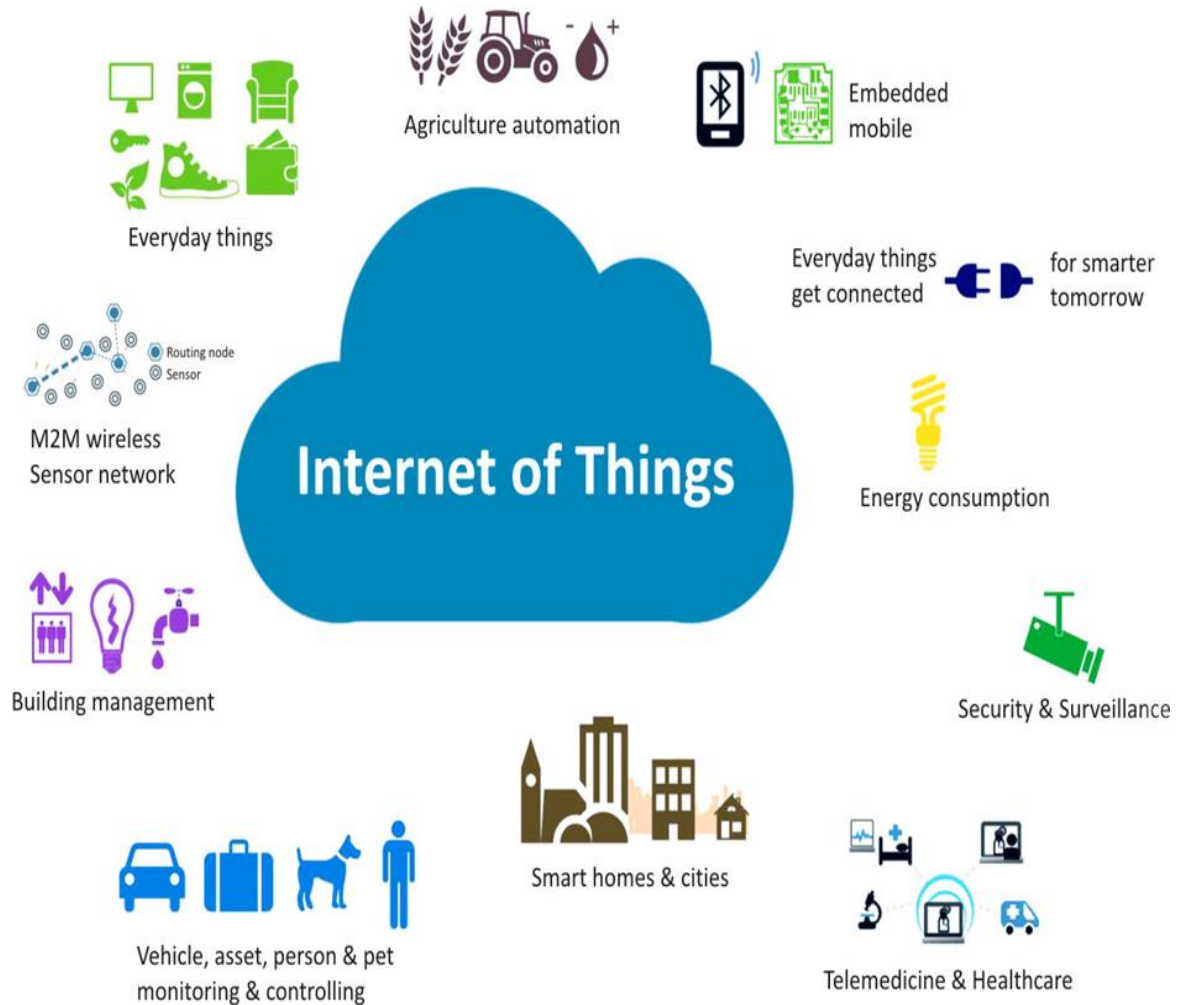 Agriculture automation
Embedded
mobile
Everyday things
Everyday things
get connected
for smarter
tomorrow
Routing node
Sensor
M2M wireless
Sensor network
Internet of Things
Energy consumption
Building management
Security & Surveillance
Smart homes & cities
Vehicle, asset, person & pet
monitoring & controlling
Telemedicine & Healthcare